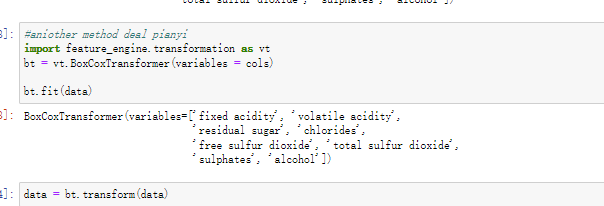 total sulfur dioxide', 'sulphates', 'alcohol'])
]: #aniother method deal pianyi
import feature_engine.transformation as vt
bt = vt.BoxCoxTransformer(variables = cols)
bt.fit(data)
]: BoxCoxTransformer(variables=['fixed acidity', 'volatile acidity',
'residual sugar', 'chlorides',
'free sulfur dioxide', 'total sulfur dioxide',
'sulphates', 'alcohol'])
]: data = bt.transform(data)